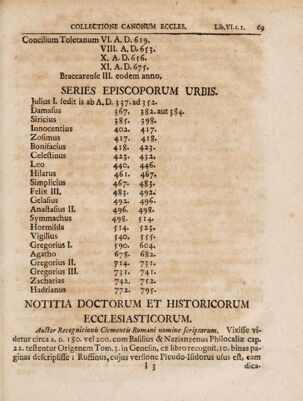 COLLECTIONE CANONUM ECCLES. Lib. VI. c. 1. 69
Concilium Toletanum VI. A. D. 619.
VIII. A. D. 653.
X. A. D. 656.
XI. A. D. 675.
Braccarense III. eodem anno.
SERIES EPISCOPORUM URBIS.
Julius I. sedit is ab A. D. 337. ad 352.
Damasus 367. 382. aut 384.
Siricius 385. 398.
Innocentius 402. 417.
Zosimus 417. 418.
Bonifacius 418. 423.
Celestinus 423. 432.
Leo 440. 446.
Hilarus 461. 467.
Simplicius 467. 483.
Felix III. 483. 492.
Gelasius 492. 496.
Anastasius II. 496. 498.
Symmachus 498. 514.
Hormisda 514. 523.
Vigilius 540. 555.
Gregorius I. 590. 604.
Agatho 678. 682.
Gregorius II. 714. 731.
Gregorius III. 731. 741.
Zacharias 742. 752.
Hadrianus 772. 795.
NOTITIA DOCTORUM ET HISTORICORUM
ECCLESIASTICORUM.
Auctor Recognitionis Clementis Romani nomine scriptarum. Vixisse vi-
detur circa A. D. 180. vel 200. cum Basilius & Nazianzenus Philocaliæ cap.
22. testentur Origenem Tom. 3. in Genesin, ex libro recognit. 10. binas pa-
ginas descripsisse: Ruffinus, cujus versione Pseudo-Isidorus usus est, eam
I 3 dica-